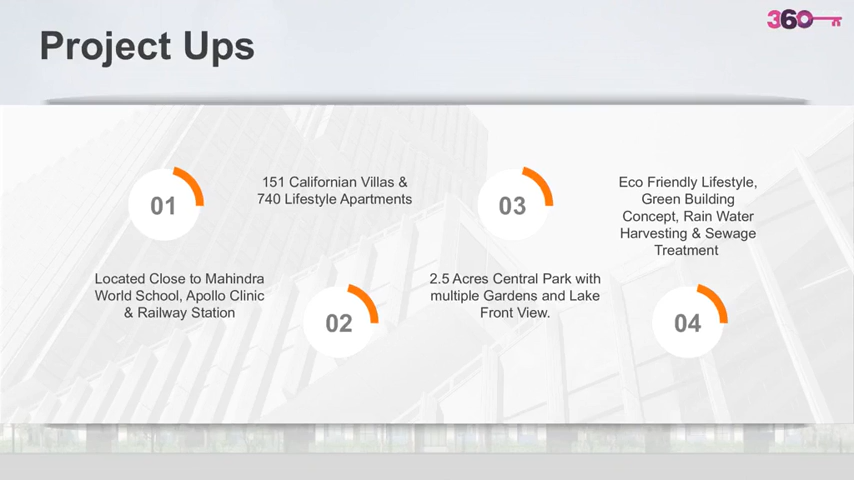 Project Ups
360
01
Located Close to Mahindra
World School, Apollo Clinic
& Railway Station
151 Californian Villas &
740 Lifestyle Apartments
02
03
2.5 Acres Central Park with
multiple Gardens and Lake
Front View.
Eco Friendly Lifestyle,
Green Building
Concept, Rain Water
Harvesting & Sewage
Treatment
04